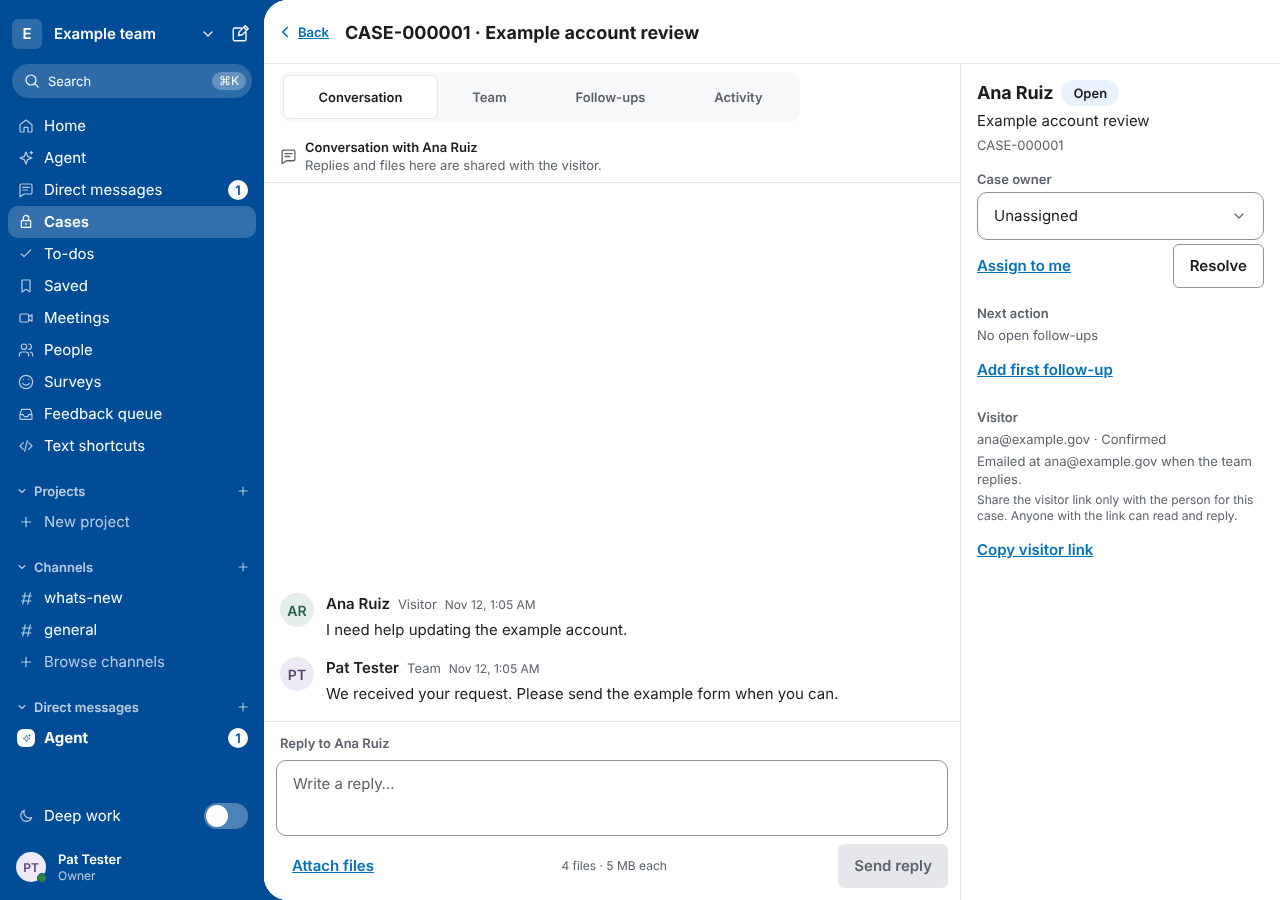 E Example team
Search ⌘K
Home
Agent
Direct messages 1
Cases
To-dos
Saved
Meetings
People
Surveys
Feedback queue
Text shortcuts
Projects
New project
Channels
# whats-new
# general
Browse channels
Direct messages
Agent 1
Deep work
PT Pat Tester
Owner
Back CASE-000001 · Example account review
Conversation Team Follow-ups Activity
Conversation with Ana Ruiz
Replies and files here are shared with the visitor.
AR Ana Ruiz Visitor Nov 12, 1:05 AM
I need help updating the example account.
PT Pat Tester Team Nov 12, 1:05 AM
We received your request. Please send the example form when you can.
Reply to Ana Ruiz
Write a reply...
Attach files 4 files · 5 MB each Send reply
Ana Ruiz Open
Example account review
CASE-000001
Case owner
Unassigned
Assign to me Resolve
Next action
No open follow-ups
Add first follow-up
Visitor
ana@example.gov · Confirmed
Emailed at ana@example.gov when the team
replies.
Share the visitor link only with the person for this
case. Anyone with the link can read and reply.
Copy visitor link